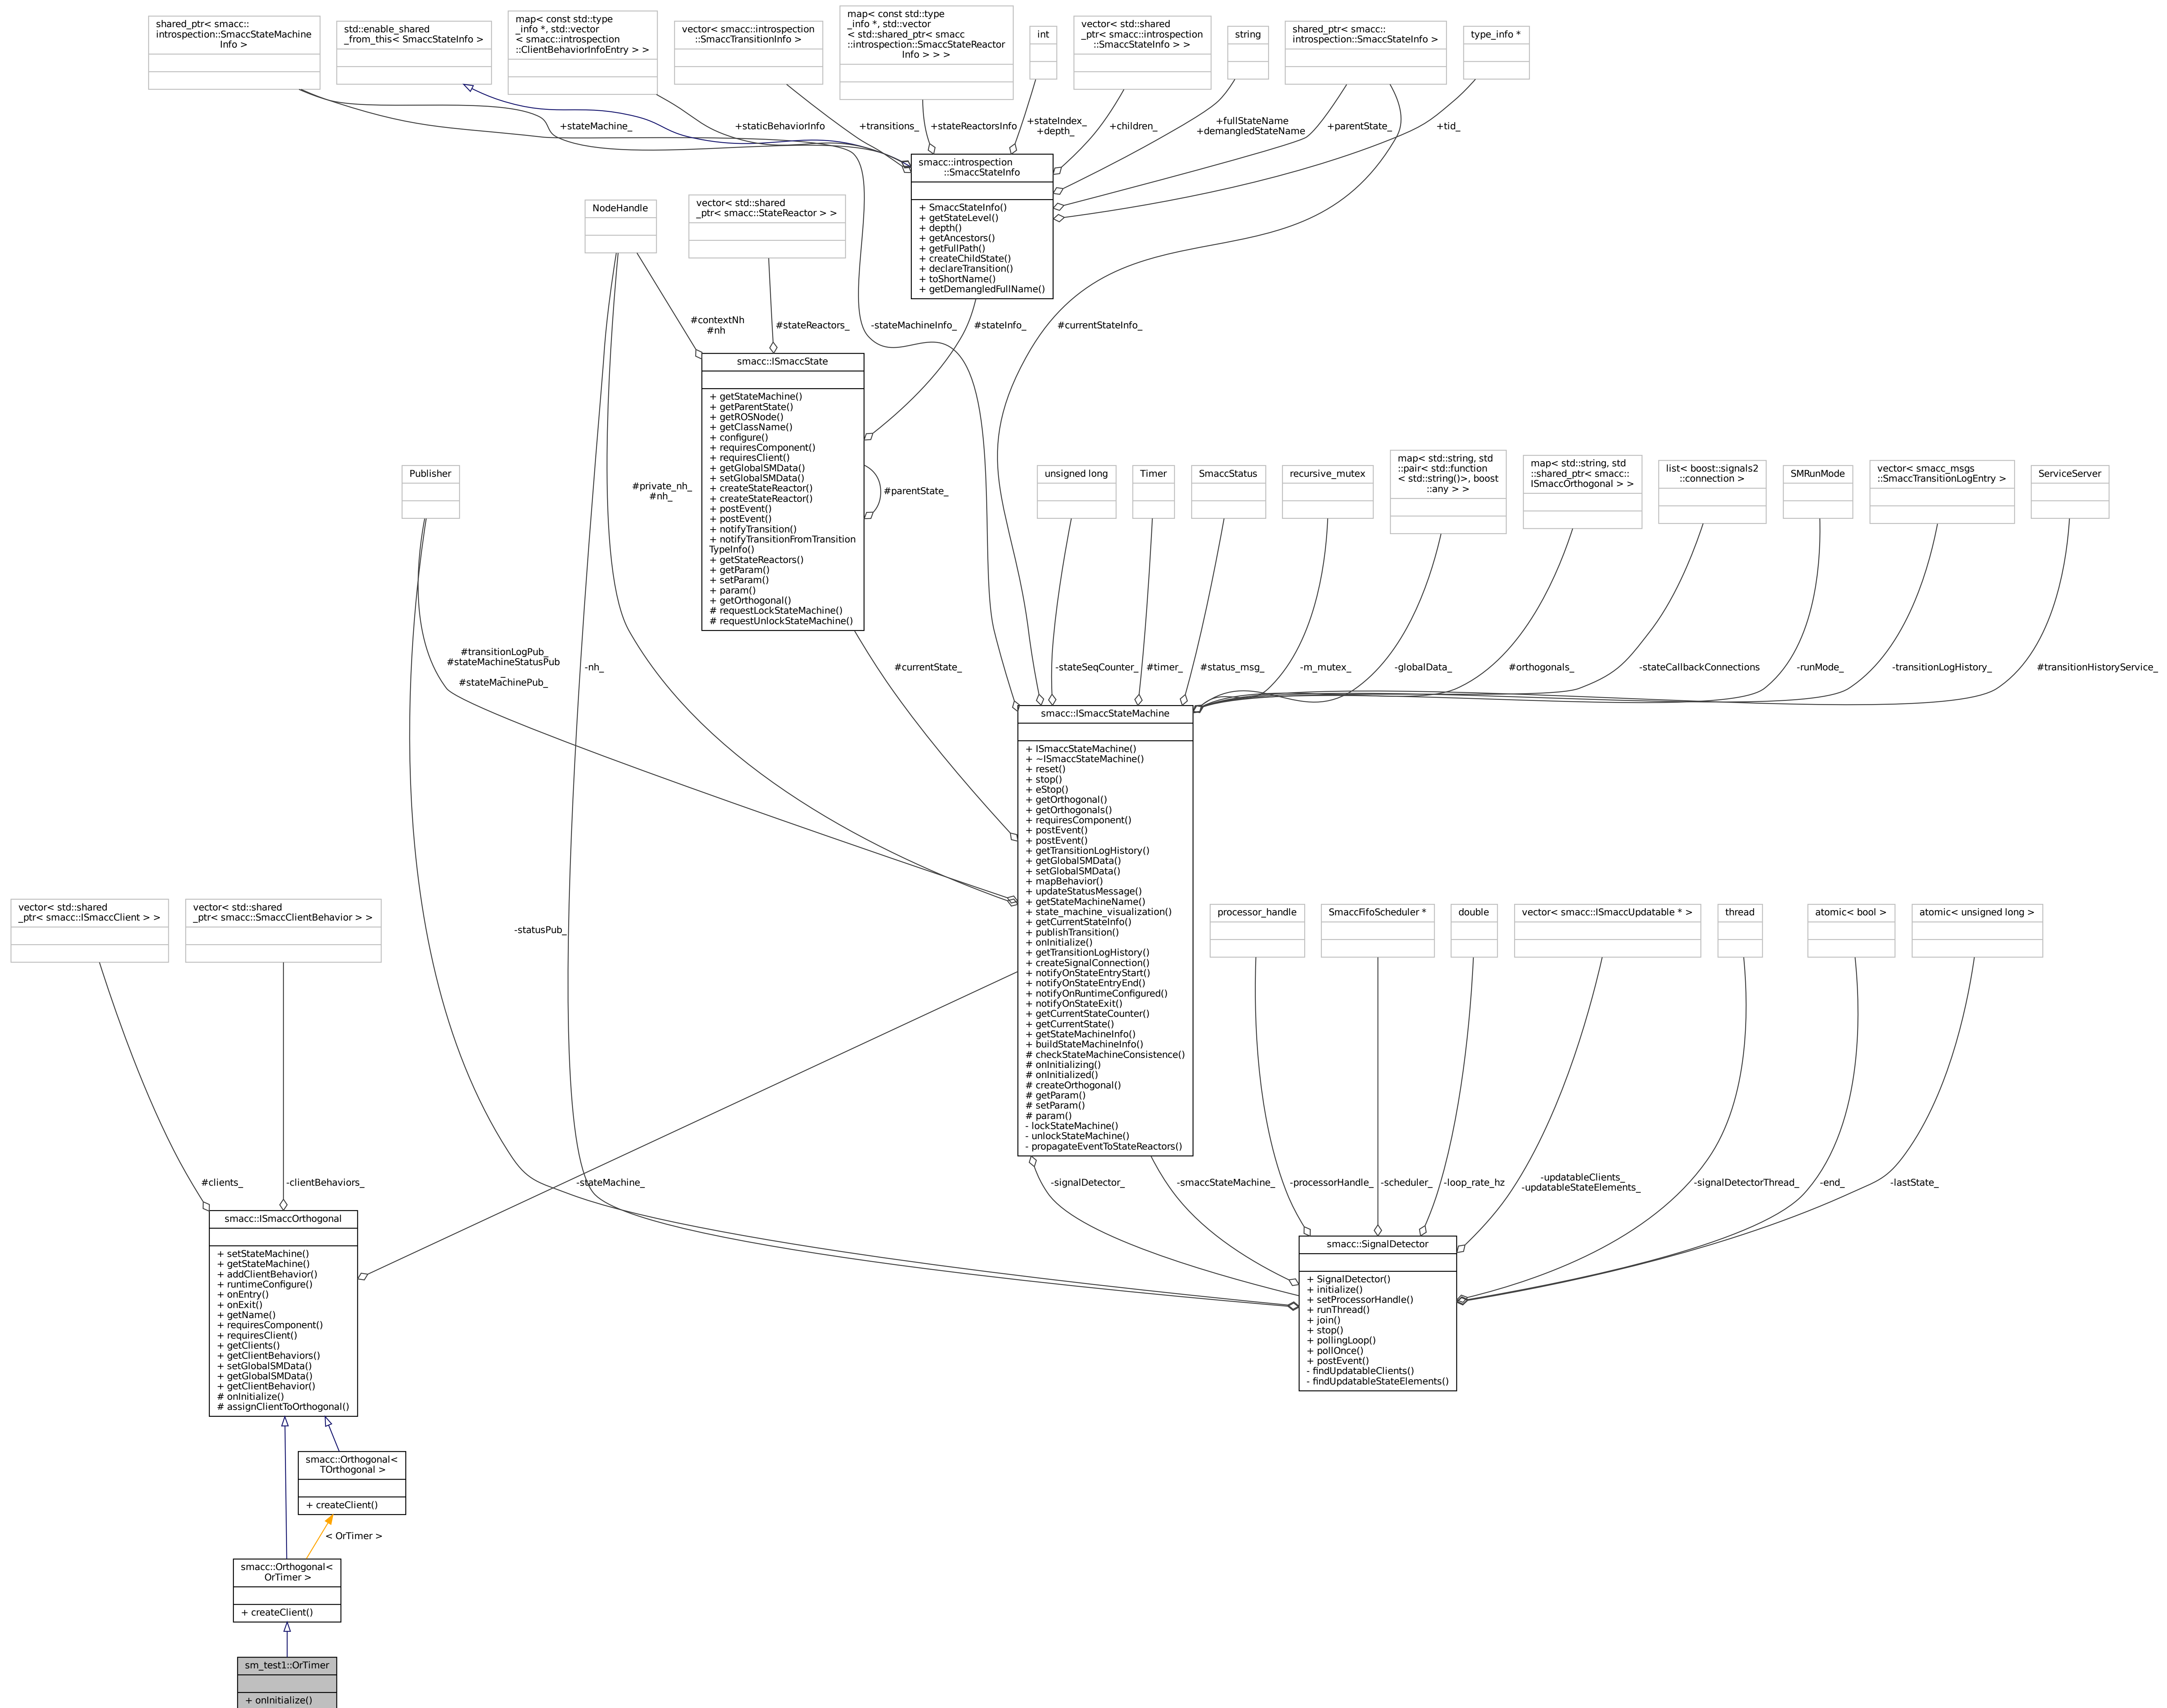 shared_ptr< smacc::
introspection::SmaccStateMachine
Info >
std::enable_shared
_from_this< SmaccStateInfo >
map< const std::type
_info *, std::vector
< smacc::introspection
::ClientBehaviorInfoEntry > >
vector< smacc::introspection
::SmaccTransitionInfo >
map< const std::type
_info *, std::vector
< std::shared_ptr< smacc
::introspection::SmaccStateReactor
Info > > >
int
vector< std::shared
_ptr< smacc::introspection
::SmaccStateInfo > >
string
shared_ptr< smacc::
introspection::SmaccStateInfo >
type_info *
+stateMachine_
+staticBehaviorInfo
+transitions_
+stateReactorsInfo
+stateIndex_
+depth_
+children_
+fullStateName
+demangledStateName
+parentState_
+tid_
smacc::introspection
::SmaccStateInfo
+ SmaccStateInfo()
+ getStateLevel()
+ depth()
+ getAncestors()
+ getFullPath()
+ createChildState()
+ declareTransition()
+ toShortName()
+ getDemangledFullName()
NodeHandle
vector< std::shared
_ptr< smacc::StateReactor > >
#contextNh
#nh
#stateReactors_
-stateMachineInfo_
#stateInfo_
#currentStateInfo_
smacc::ISmaccState
+ getStateMachine()
+ getParentState()
+ getROSNode()
+ getClassName()
+ configure()
+ requiresComponent()
+ requiresClient()
+ getGlobalSMData()
+ setGlobalSMData()
+ createStateReactor()
+ createStateReactor()
+ postEvent()
+ postEvent()
+ notifyTransition()
+ notifyTransitionFromTransition
TypeInfo()
+ getStateReactors()
+ getParam()
+ setParam()
+ param()
+ getOrthogonal()
# requestLockStateMachine()
# requestUnlockStateMachine()
#parentState_
Publisher
#private_nh_
#nh_
unsigned long
Timer
SmaccStatus
recursive_mutex
map< std::string, std
::pair< std::function
< std::string()>, boost
::any > >
map< std::string, std
::shared_ptr< smacc::
ISmaccOrthogonal > >
list< boost::signals2
::connection >
SMRunMode
vector< smacc_msgs
::SmaccTransitionLogEntry >
ServiceServer
#transitionLogPub_
#stateMachineStatusPub
_
#stateMachinePub_
-nh_
#currentState_
-stateSeqCounter_
#timer_
#status_msg_
-m_mutex_
-globalData_
#orthogonals_
-stateCallbackConnections
-runMode_
-transitionLogHistory_
#transitionHistoryService_
smacc::ISmaccStateMachine
+ ISmaccStateMachine()
+ ~ISmaccStateMachine()
+ reset()
+ stop()
+ eStop()
+ getOrthogonal()
+ getOrthogonals()
+ requiresComponent()
+ postEvent()
+ postEvent()
+ getTransitionLogHistory()
+ getGlobalSMData()
+ setGlobalSMData()
+ mapBehavior()
+ updateStatusMessage()
+ getStateMachineName()
+ state_machine_visualization()
+ getCurrentStateInfo()
+ publishTransition()
+ onInitialize()
+ getTransitionLogHistory()
+ createSignalConnection()
+ notifyOnStateEntryStart()
+ notifyOnStateEntryEnd()
+ notifyOnRuntimeConfigured()
+ notifyOnStateExit()
+ getCurrentStateCounter()
+ getCurrentState()
+ getStateMachineInfo()
+ buildStateMachineInfo()
# checkStateMachineConsistence()
# onInitializing()
# onInitialized()
# createOrthogonal()
# getParam()
# setParam()
# param()
- lockStateMachine()
- unlockStateMachine()
- propagateEventToStateReactors()
vector< std::shared
_ptr< smacc::ISmaccClient > >
vector< std::shared
_ptr< smacc::SmaccClientBehavior > >
-statusPub_
processor_handle
SmaccFifoScheduler *
double
vector< smacc::ISmaccUpdatable * >
thread
atomic< bool >
atomic< unsigned long >
#clients_
-clientBehaviors_
-stateMachine_
-signalDetector_
-smaccStateMachine_
-processorHandle_
-scheduler_
-loop_rate_hz
-updatableClients_
-updatableStateElements_
-signalDetectorThread_
-end_
-lastState_
smacc::ISmaccOrthogonal
+ setStateMachine()
+ getStateMachine()
+ addClientBehavior()
+ runtimeConfigure()
+ onEntry()
+ onExit()
+ getName()
+ requiresComponent()
+ requiresClient()
+ getClients()
+ getClientBehaviors()
+ setGlobalSMData()
+ getGlobalSMData()
+ getClientBehavior()
# onInitialize()
# assignClientToOrthogonal()
smacc::SignalDetector
+ SignalDetector()
+ initialize()
+ setProcessorHandle()
+ runThread()
+ join()
+ stop()
+ pollingLoop()
+ pollOnce()
+ postEvent()
- findUpdatableClients()
- findUpdatableStateElements()
smacc::Orthogonal<
TOrthogonal >
+ createClient()
< OrTimer >
smacc::Orthogonal<
OrTimer >
+ createClient()
sm_test1::OrTimer
+ onInitialize()